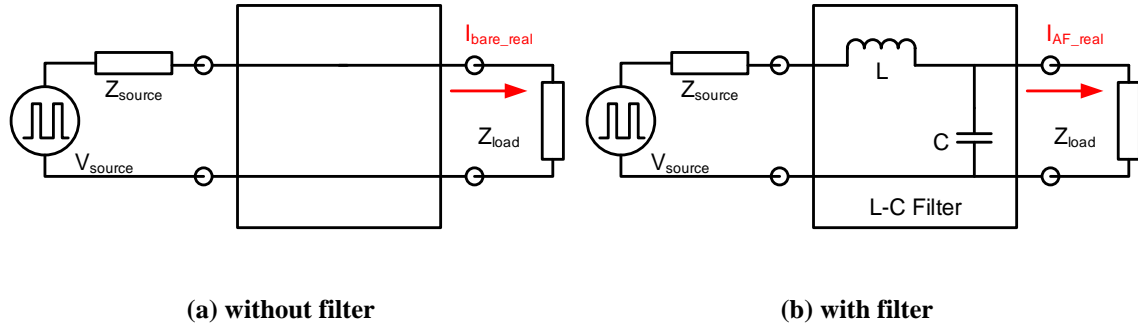 I_bare_real
Z_source
Z_load
V_source
(a) without filter
I_AF_real
L
Z_source
C
Z_load
V_source
L-C Filter
(b) with filter